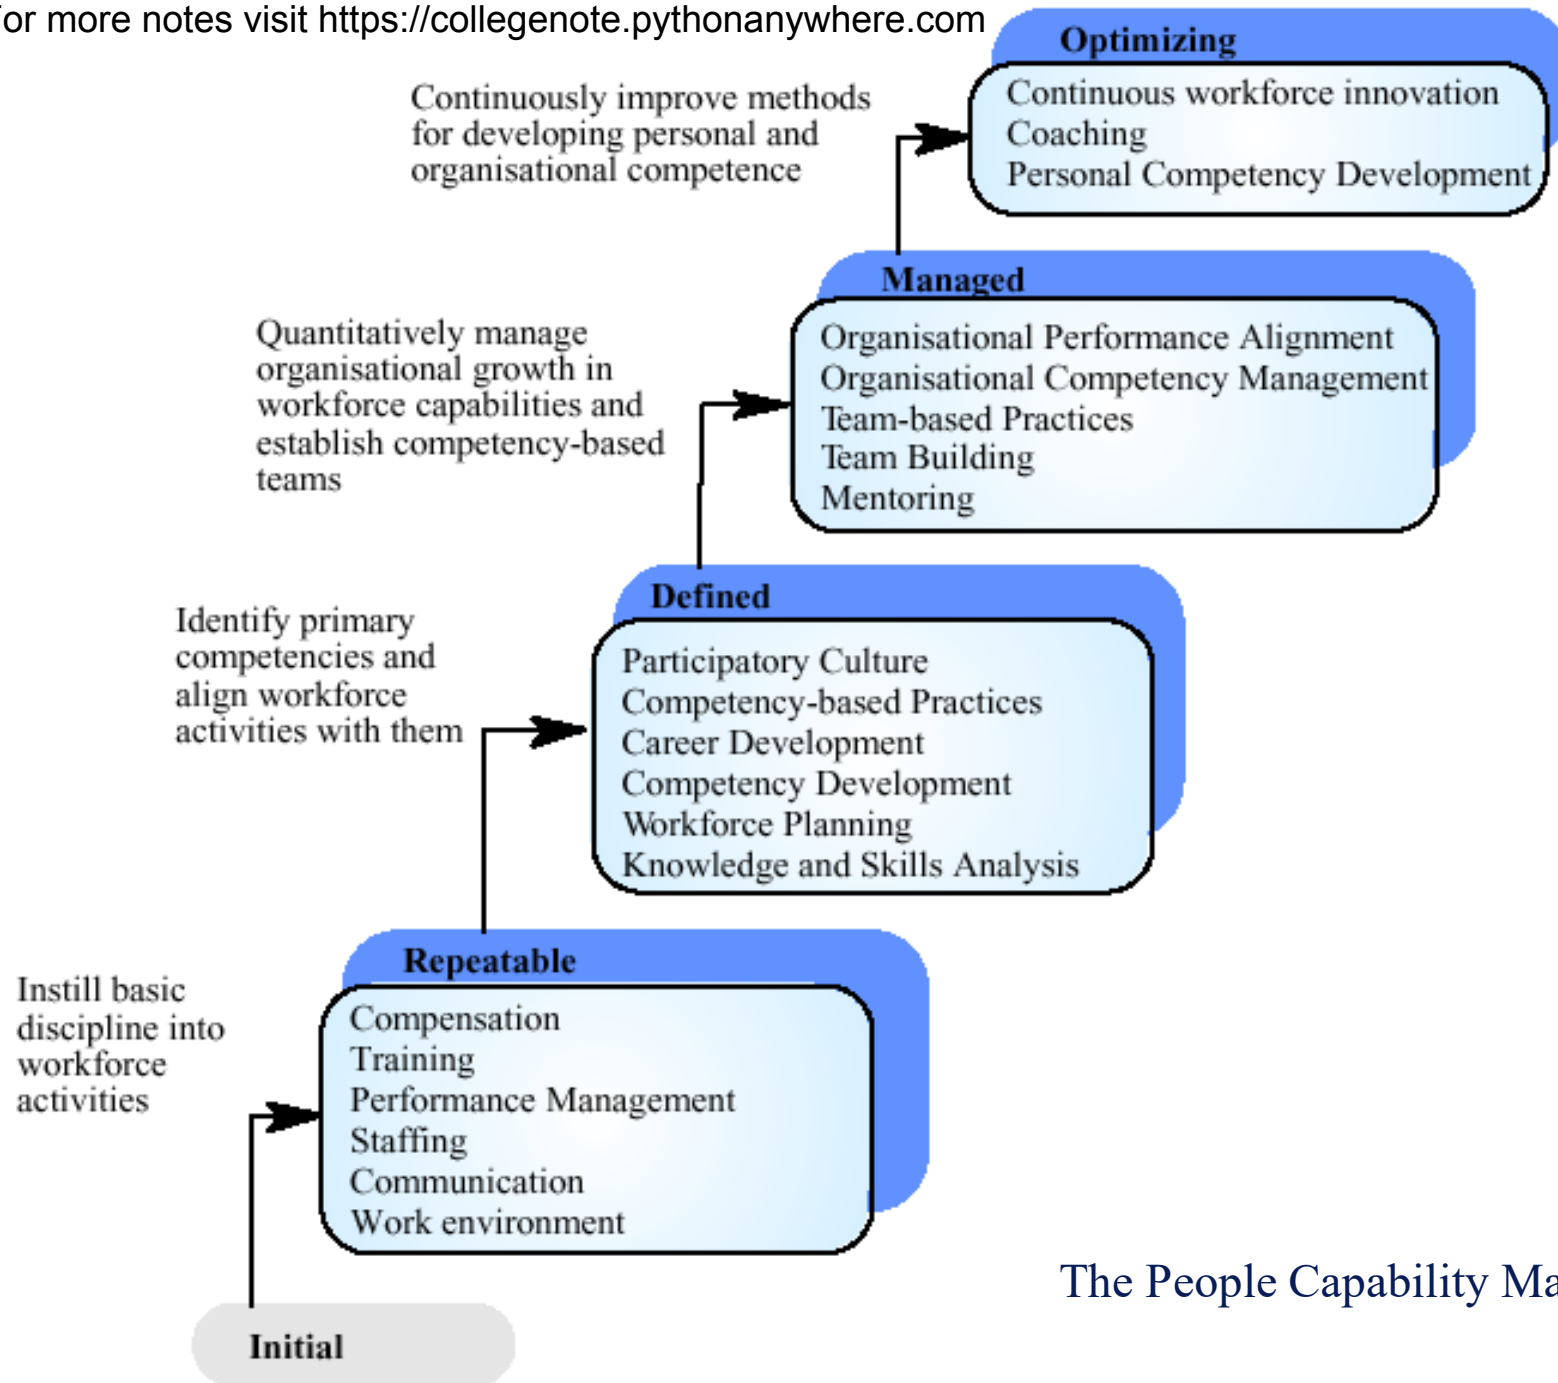 or more notes visit https://collegenote.pythonanywhere.com
Optimizing
Continuous workforce innovation
Coaching
Personal Competency Development
Continuously improve methods
for developing personal and
organisational competence
Managed
Organisational Performance Alignment
Organisational Competency Management
Team-based Practices
Team Building
Mentoring
Quantitatively manage
organisational growth in
workforce capabilities and
establish competency-based
teams
Defined
Participatory Culture
Competency-based Practices
Career Development
Competency Development
Workforce Planning
Knowledge and Skills Analysis
Identify primary
competencies and
align workforce
activities with them
Repeatable
Compensation
Training
Performance Management
Staffing
Communication
Work environment
Instill basic
discipline into
workforce
activities
The People Capability Ma
Initial